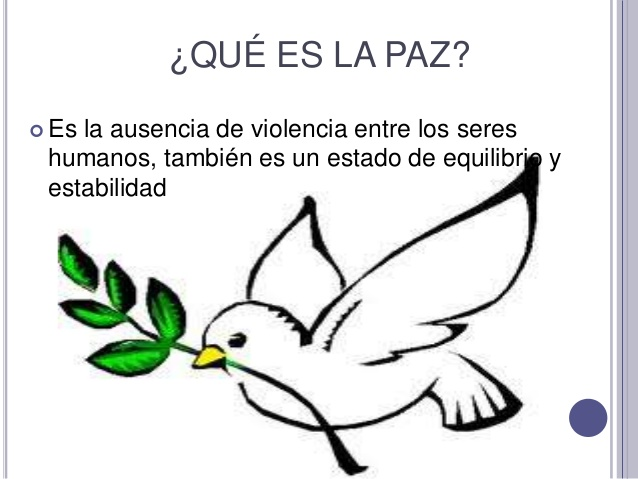 ¿QUÉ ES LA PAZ?
Es la ausencia de violencia entre los seres
humanos, también es un estado de equilibrio y
estabilidad